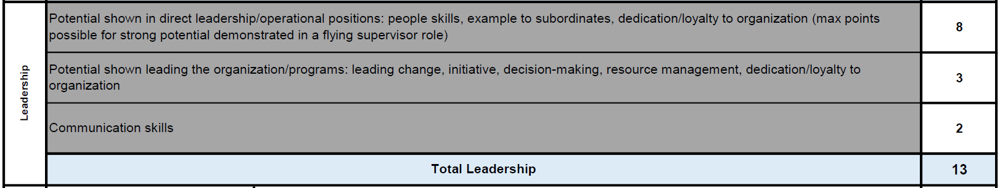 Leadership
Potential shown in direct leadership/operational positions: people skills, example to subordinates, dedication/loyalty to organization (max points
possible for strong potential demonstrated in a flying supervisor role)
8
Potential shown leading the organization/programs: leading change, initiative, decision-making, resource management, dedication/loyalty to
organization
3
Communication skills
2
Total Leadership
13